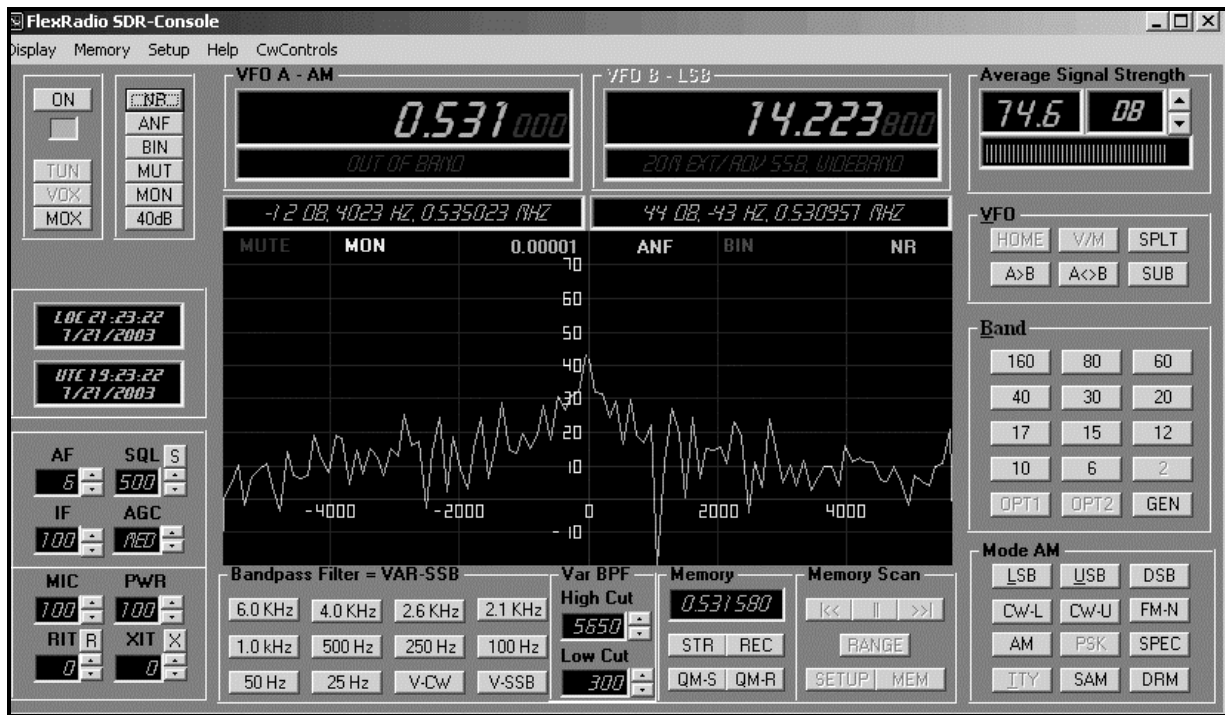 FlexRadio SDR-Console
Display Memory Setup Help CwControls
ON
TUN
VOX
MOX
NB
ANF
BIN
MUT
MON
40dB
VFO A - AM
0.531000
OUT OF BAND
VFO B - LSB
14.223800
20M EXT/ADV SSB, WIDEBAND
Average Signal Strength
74.6 DB
-12 DB, 4023 HZ, 0.535023 MHZ
44 DB, -43 HZ, 0.530957 MHZ
VFO
HOME V/M SPLT
A>B A<>B SUB
MUTE MON 0.00001 ANF BIN NR
70
60
50
40
30
20
10
-4000 -2000 0 2000 4000
-10
LOC 21:23:22
7/21/2003
UTC 19:23:22
7/21/2003
Band
160 80 60
40 30 20
17 15 12
10 6 2
OPT1 OPT2 GEN
AF SQL S
6 500
IF AGC
100 MED
MIC PWR
100 100
RIT R XIT X
0 0
Bandpass Filter = VAR-SSB
6.0 KHz 4.0 KHz 2.6 KHz 2.1 KHz
1.0 kHz 500 Hz 250 Hz 100 Hz
50 Hz 25 Hz V-CW V-SSB
Var BPF
High Cut
5650
Low Cut
300
Memory
0.531580
STR REC
QM-S QM-R
Memory Scan
|<< || >>|
RANGE
SETUP MEM
Mode AM
LSB USB DSB
CW-L CW-U FM-N
AM PSK SPEC
ITY SAM DRM